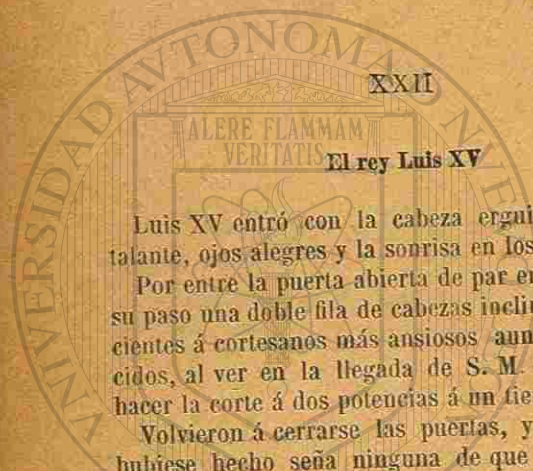 XXII
El rey Luis XV
Luis XV entró con la cabeza ergui
talante, ojos alegres y la sonrisa en los
Por entre la puerta abierta de par en
su paso una doble fila de cabezas incli
cientes á cortesanos más ansiosos aun
cidos, al ver en la llegada de S. M.
hacer la corte á dos potencias á un tie
Volvieron á cerrarse las puertas, y
hubiese hecho seña ninguna de que
ALERE FLAMMAM
VERITATIS